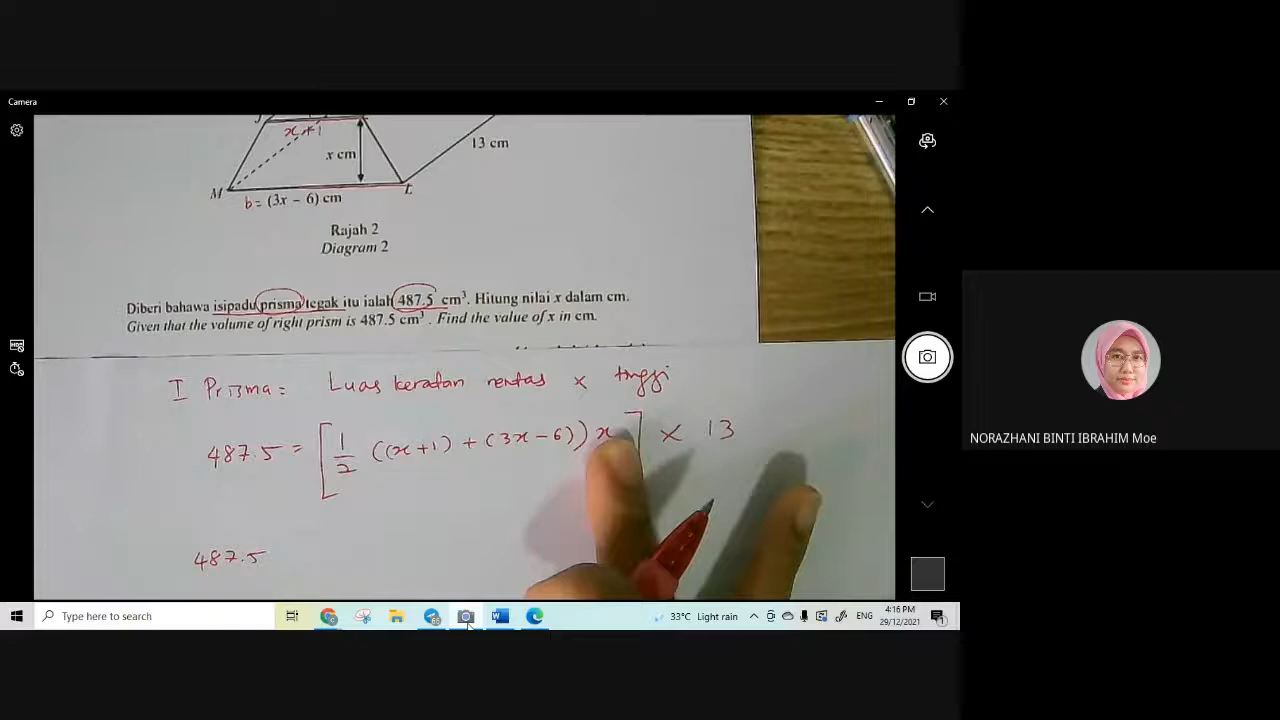 Camera
x+1
x cm
13 cm
M
L
b = (3x − 6) cm
Rajah 2
Diagram 2
Diberi bahawa isipadu prisma tegak itu ialah 487.5 cm³. Hitung nilai x dalam cm.
Given that the volume of right prism is 487.5 cm³ . Find the value of x in cm.
I Prisma = Luas keratan rentas × tinggi
487.5 = [ 1/2 ((x+1) + (3x − 6)) x ] × 13
487.5
NORAZHANI BINTI IBRAHIM Moe
Type here to search
33°C Light rain
ENG
4:16 PM
29/12/2021
1